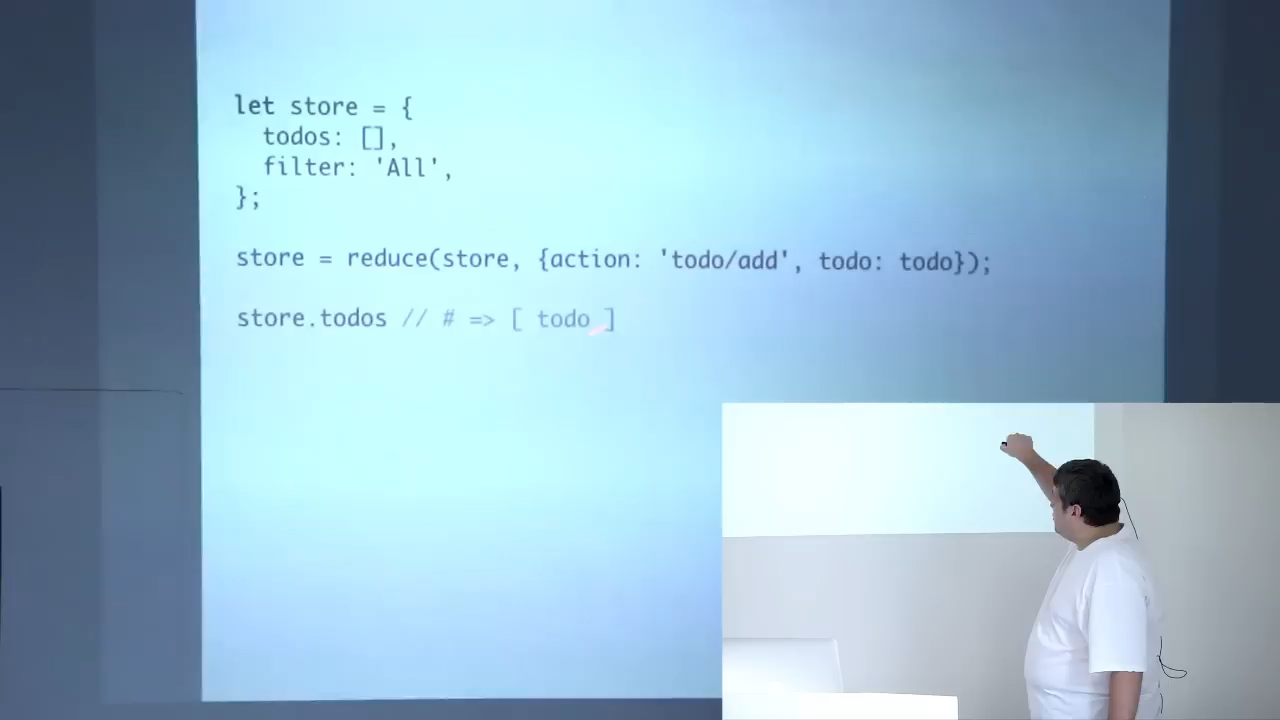 let store = {
  todos: [],
  filter: 'All',
};
store = reduce(store, {action: 'todo/add', todo: todo});
store.todos // # => [ todo ]